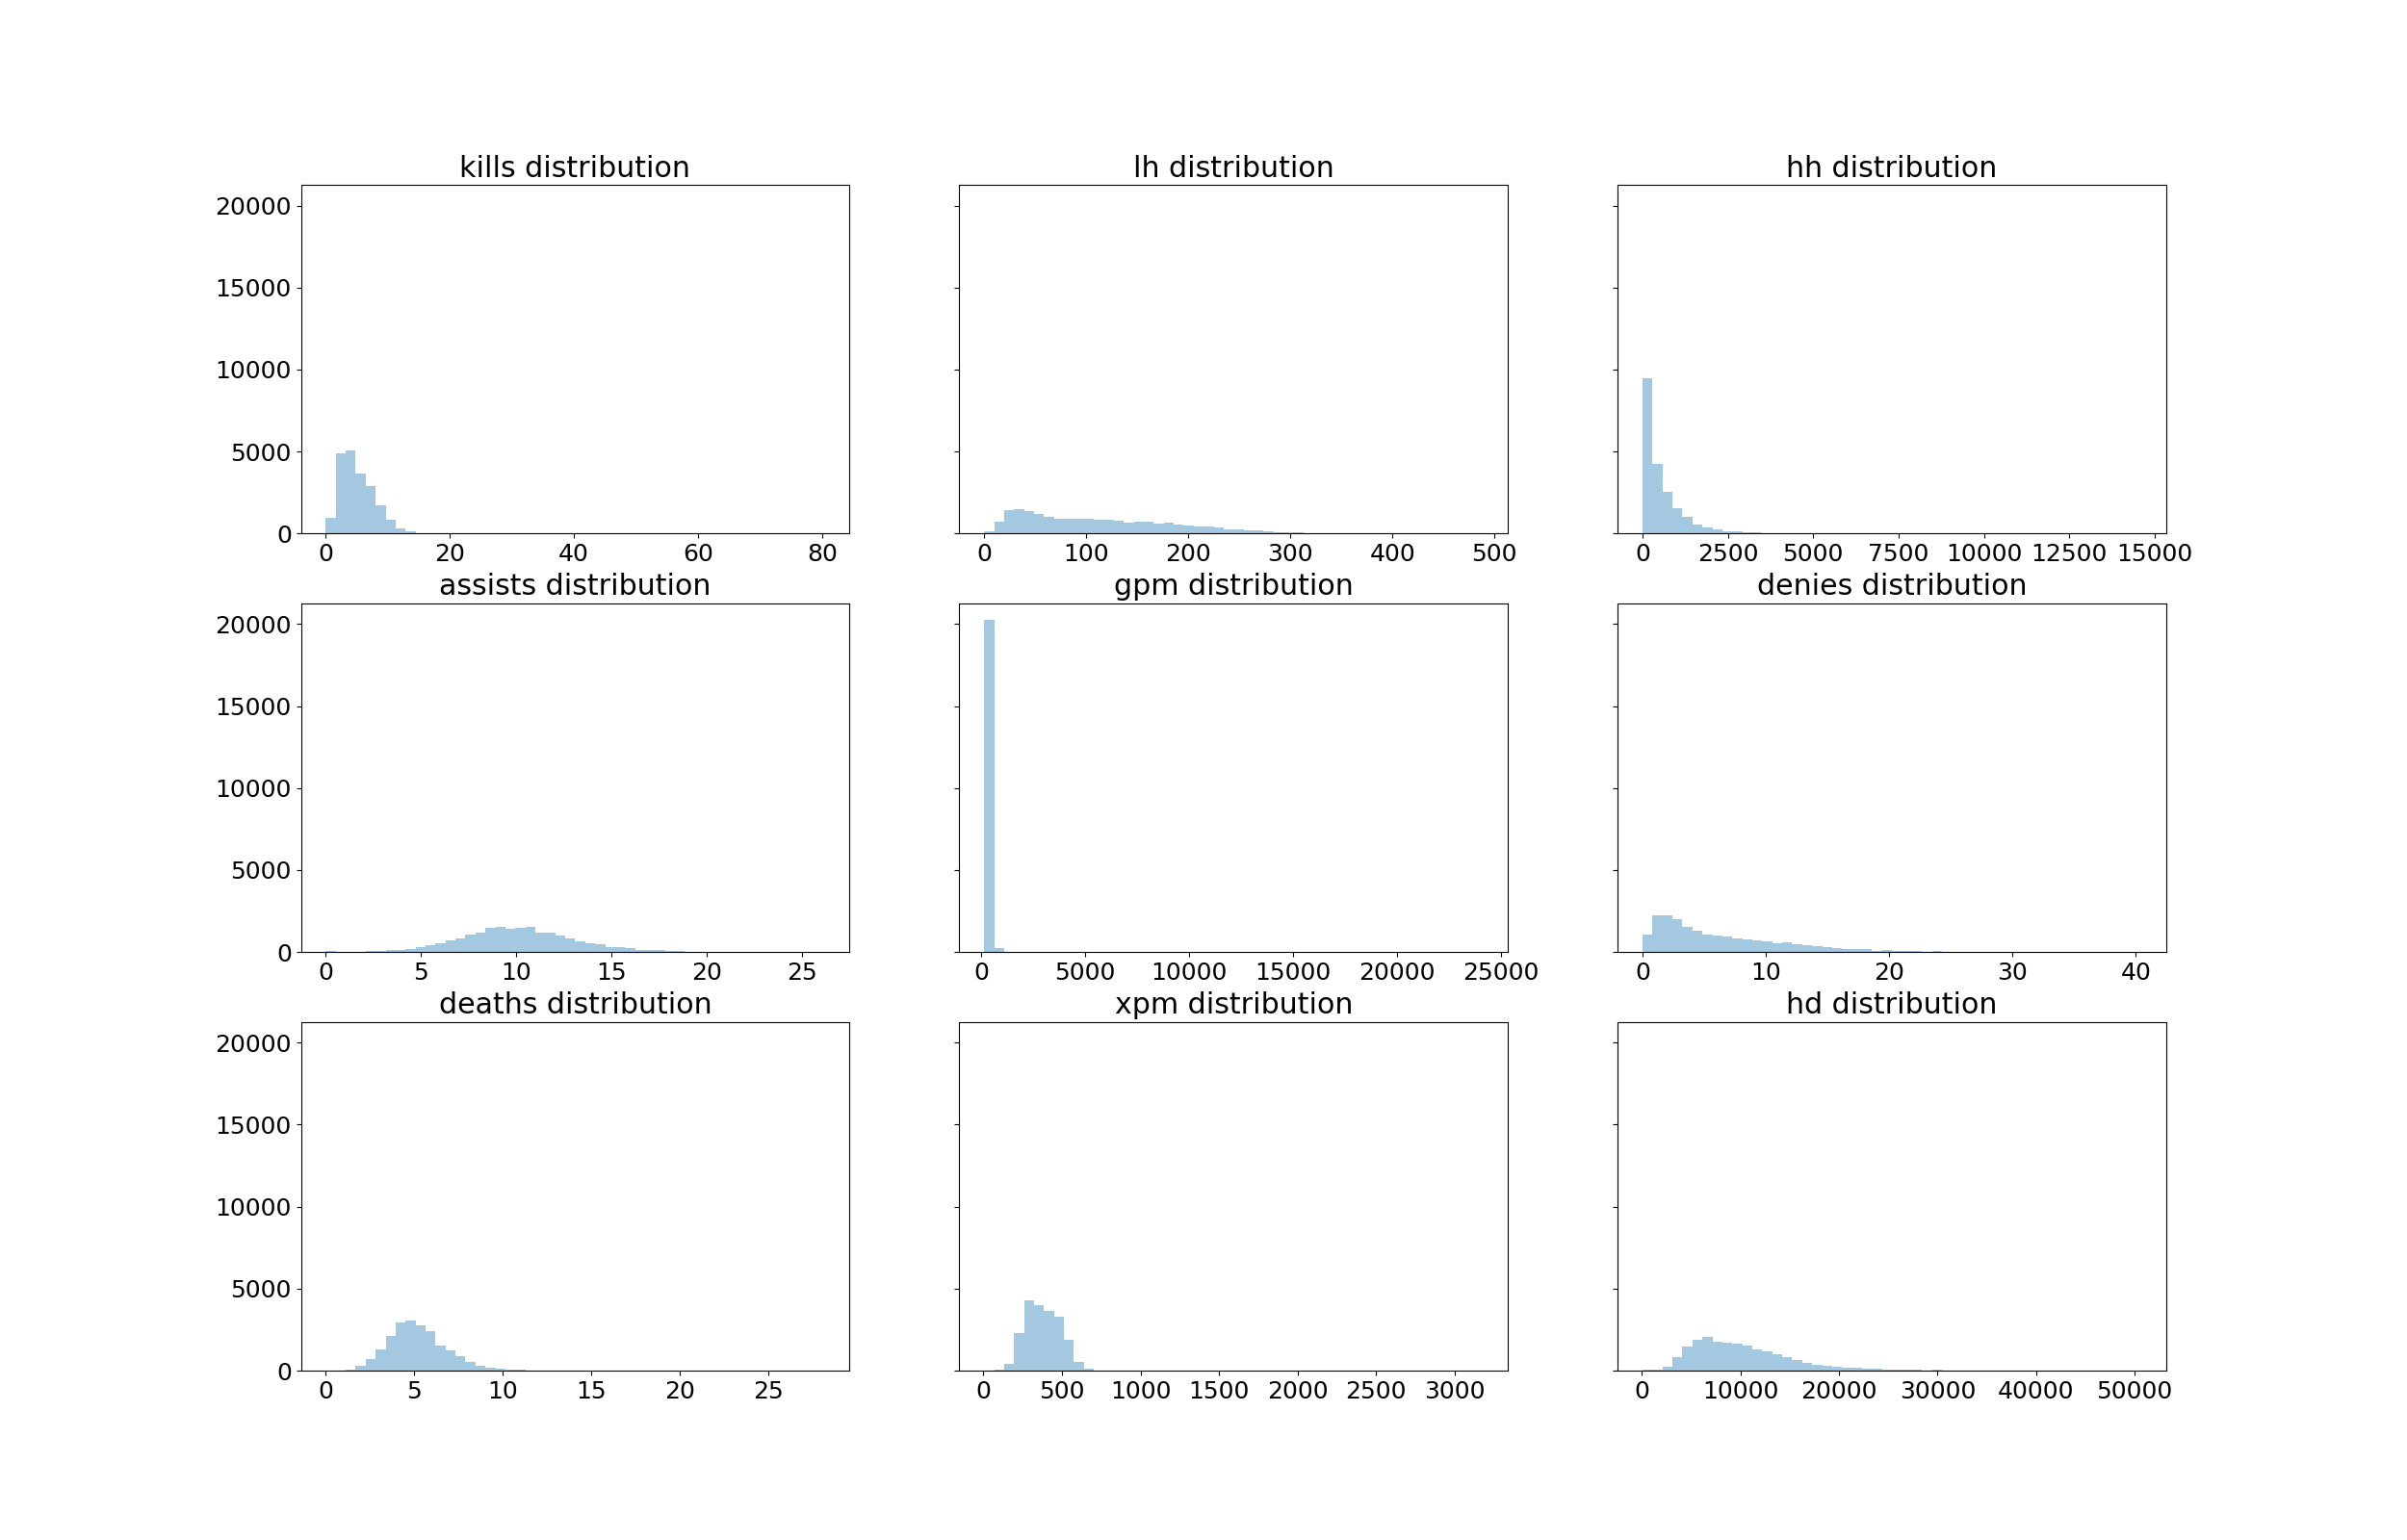 kills distribution
lh distribution
hh distribution
20000
15000
10000
5000
0
0 20 40 60 80
0 100 200 300 400 500
0 2500 5000 7500 10000 12500 15000
assists distribution
gpm distribution
denies distribution
20000
15000
10000
5000
0
0 5 10 15 20 25
0 5000 10000 15000 20000 25000
0 10 20 30 40
deaths distribution
xpm distribution
hd distribution
20000
15000
10000
5000
0
0 5 10 15 20 25
0 500 1000 1500 2000 2500 3000
0 10000 20000 30000 40000 50000